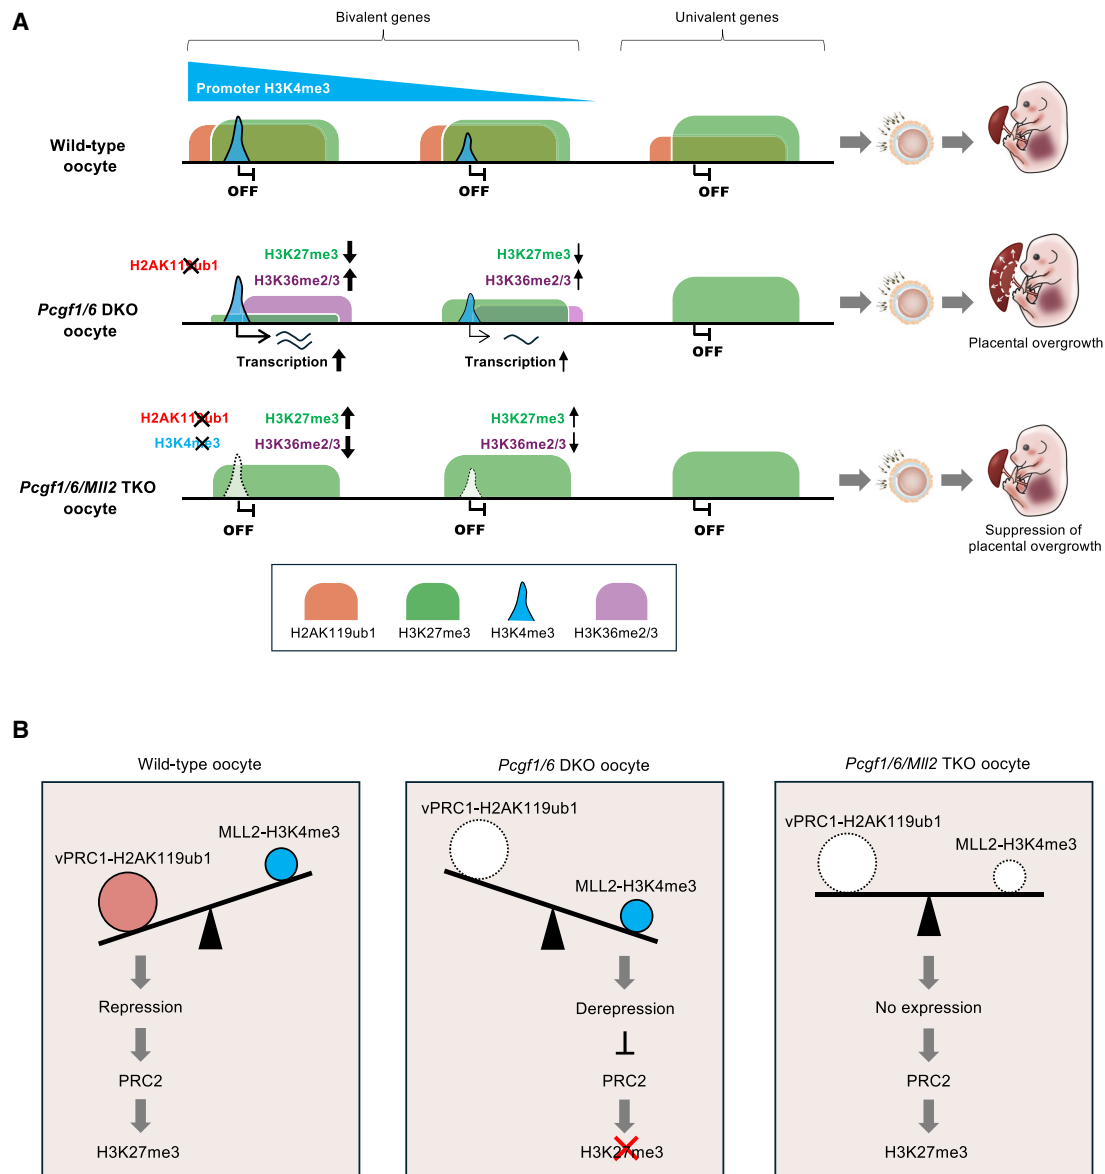 A
Bivalent genes
Univalent genes
Promoter H3K4me3
Wild-type
oocyte
OFF
OFF
OFF
H2AK119ub1
H3K27me3
H3K36me2/3
H3K27me3
H3K36me2/3
Pcgf1/6 DKO
oocyte
Transcription
Transcription
OFF
Placental overgrowth
H2AK119ub1
H3K4me3
H3K27me3
H3K36me2/3
H3K27me3
H3K36me2/3
Pcgf1/6/Mll2 TKO
oocyte
OFF
OFF
OFF
Suppression of
placental overgrowth
H2AK119ub1
H3K27me3
H3K4me3
H3K36me2/3
B
Wild-type oocyte
vPRC1-H2AK119ub1
MLL2-H3K4me3
Repression
PRC2
H3K27me3
Pcgf1/6 DKO oocyte
vPRC1-H2AK119ub1
MLL2-H3K4me3
Derepression
PRC2
H3K27me3
Pcgf1/6/Mll2 TKO oocyte
vPRC1-H2AK119ub1
MLL2-H3K4me3
No expression
PRC2
H3K27me3